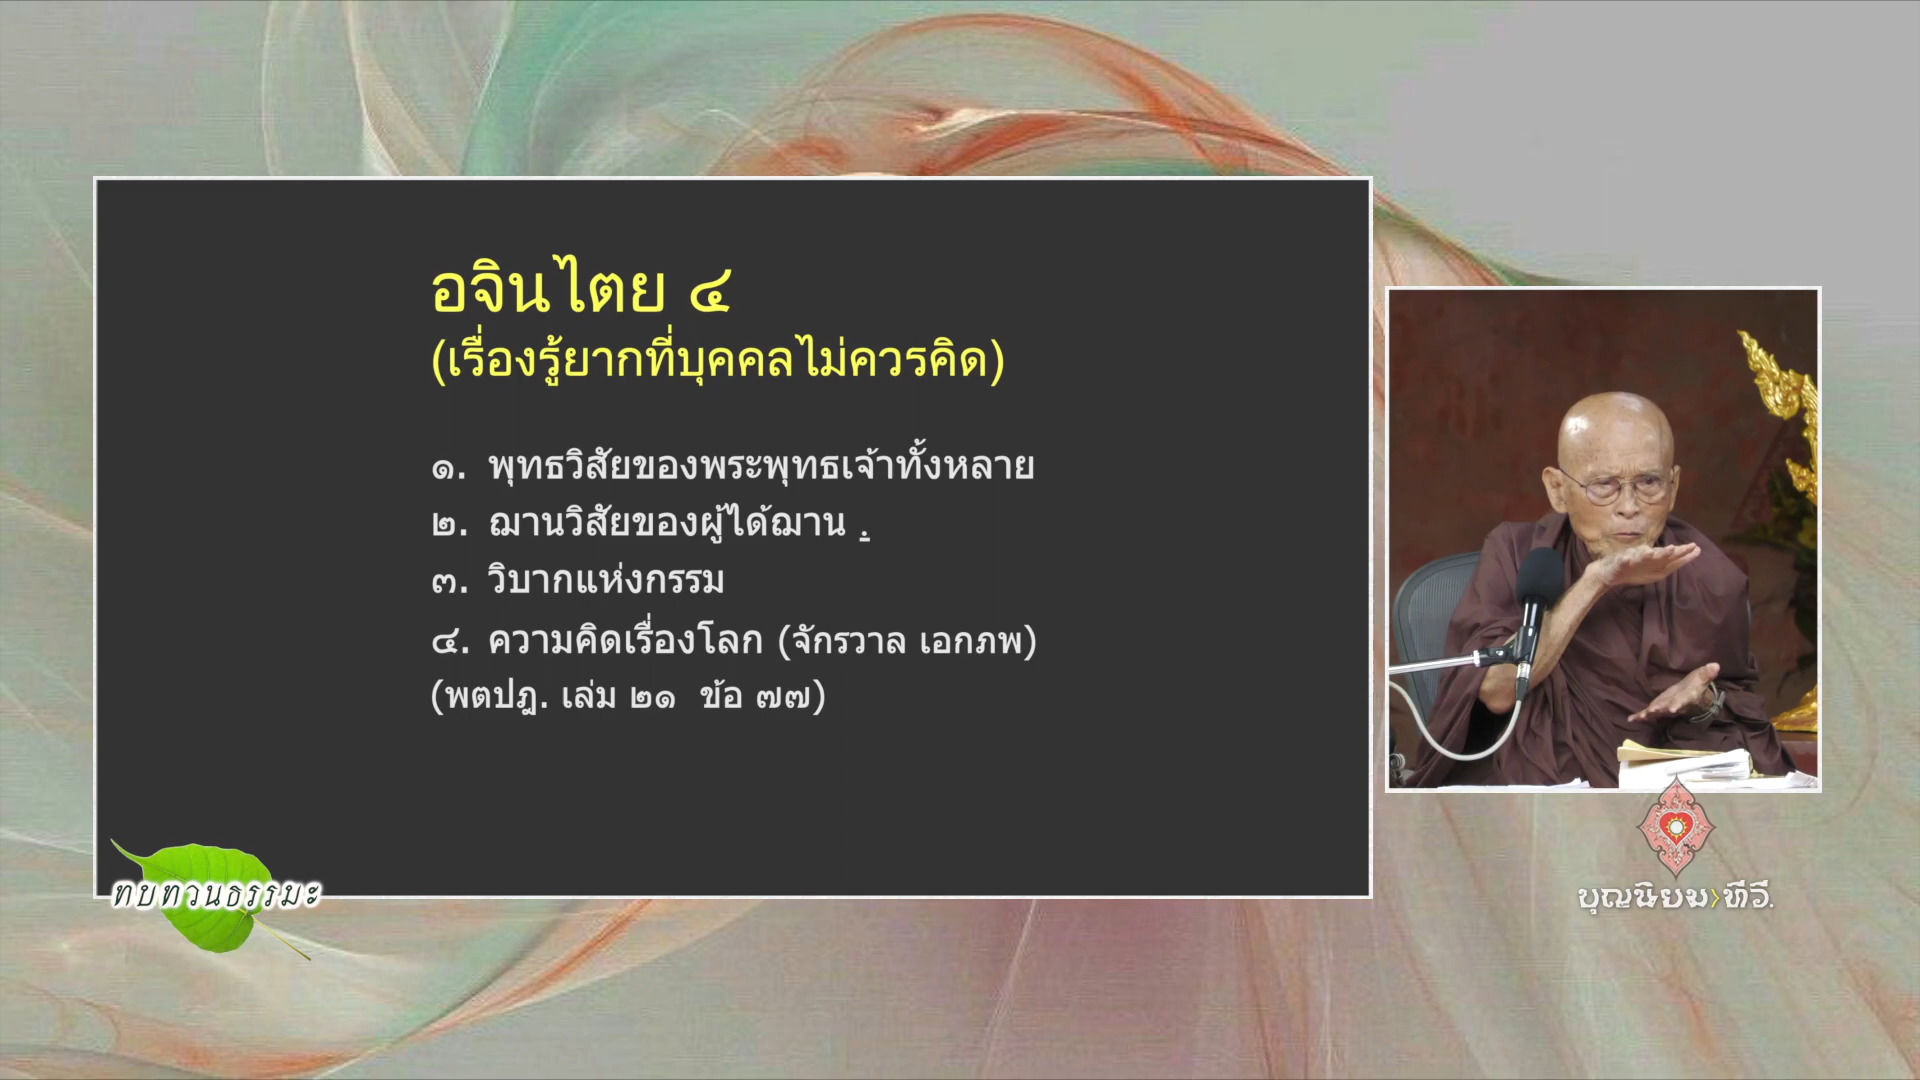 อจินไตย ๔
(เรื่องรู้ยากที่บุคคลไม่ควรคิด)
๑. พุทธวิสัยของพระพุทธเจ้าทั้งหลาย
๒. ฌานวิสัยของผู้ได้ฌาน .
๓. วิบากแห่งกรรม
๔. ความคิดเรื่องโลก (จักรวาล เอกภพ)
(พตปฎ. เล่ม ๒๑ ข้อ ๗๗)
ทบทวนธรรมะ
บุญนิยม>ทีวี.